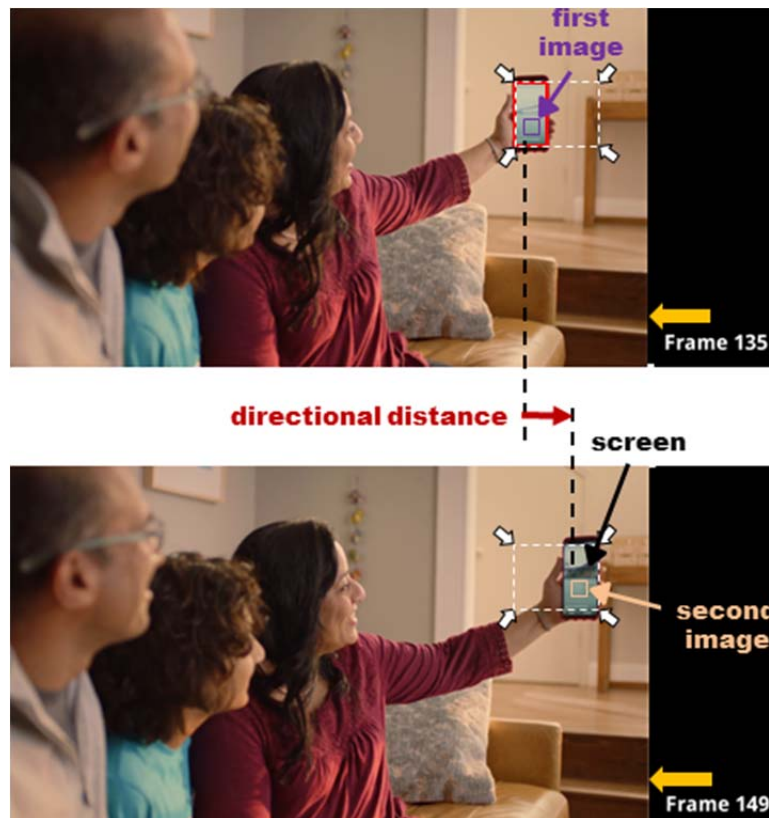 first
image
Frame 135
directional distance
screen
second
image
Frame 149